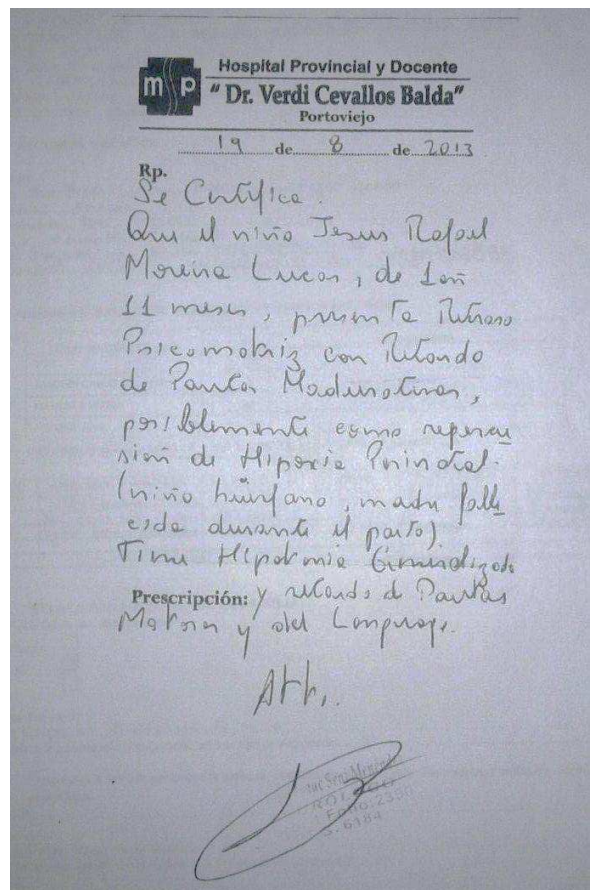 m p
Hospital Provincial y Docente
" Dr. Verdi Cevallos Balda"
Portoviejo
19 de 8 de 2013
Rp.
Se Certifica.
Que el niño Jesus Rafael
Moreira Lucas, de 1 año
11 meses, presenta Retraso
Psicomotriz con Retardo
de Pautas Madurativas,
posiblemente como repercu
sión de Hipoxia Perinatal.
(niño huérfano, madre falle
cida durante el parto)
Tiene Hipotonia Generalizada
Prescripción: y retardo de Pautas
Motoras y del Lenguaje.
Att.